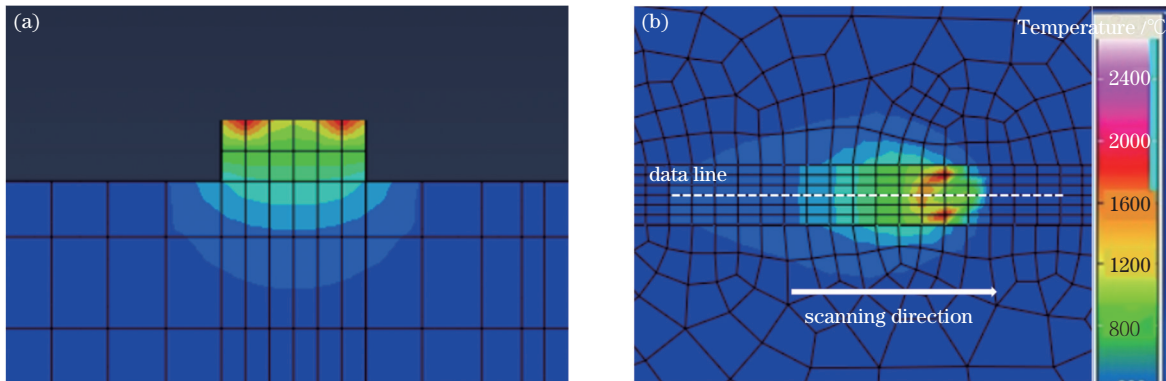 (a)
(b)
Temperature /℃
2400
2000
1600
1200
800
data line
scanning direction